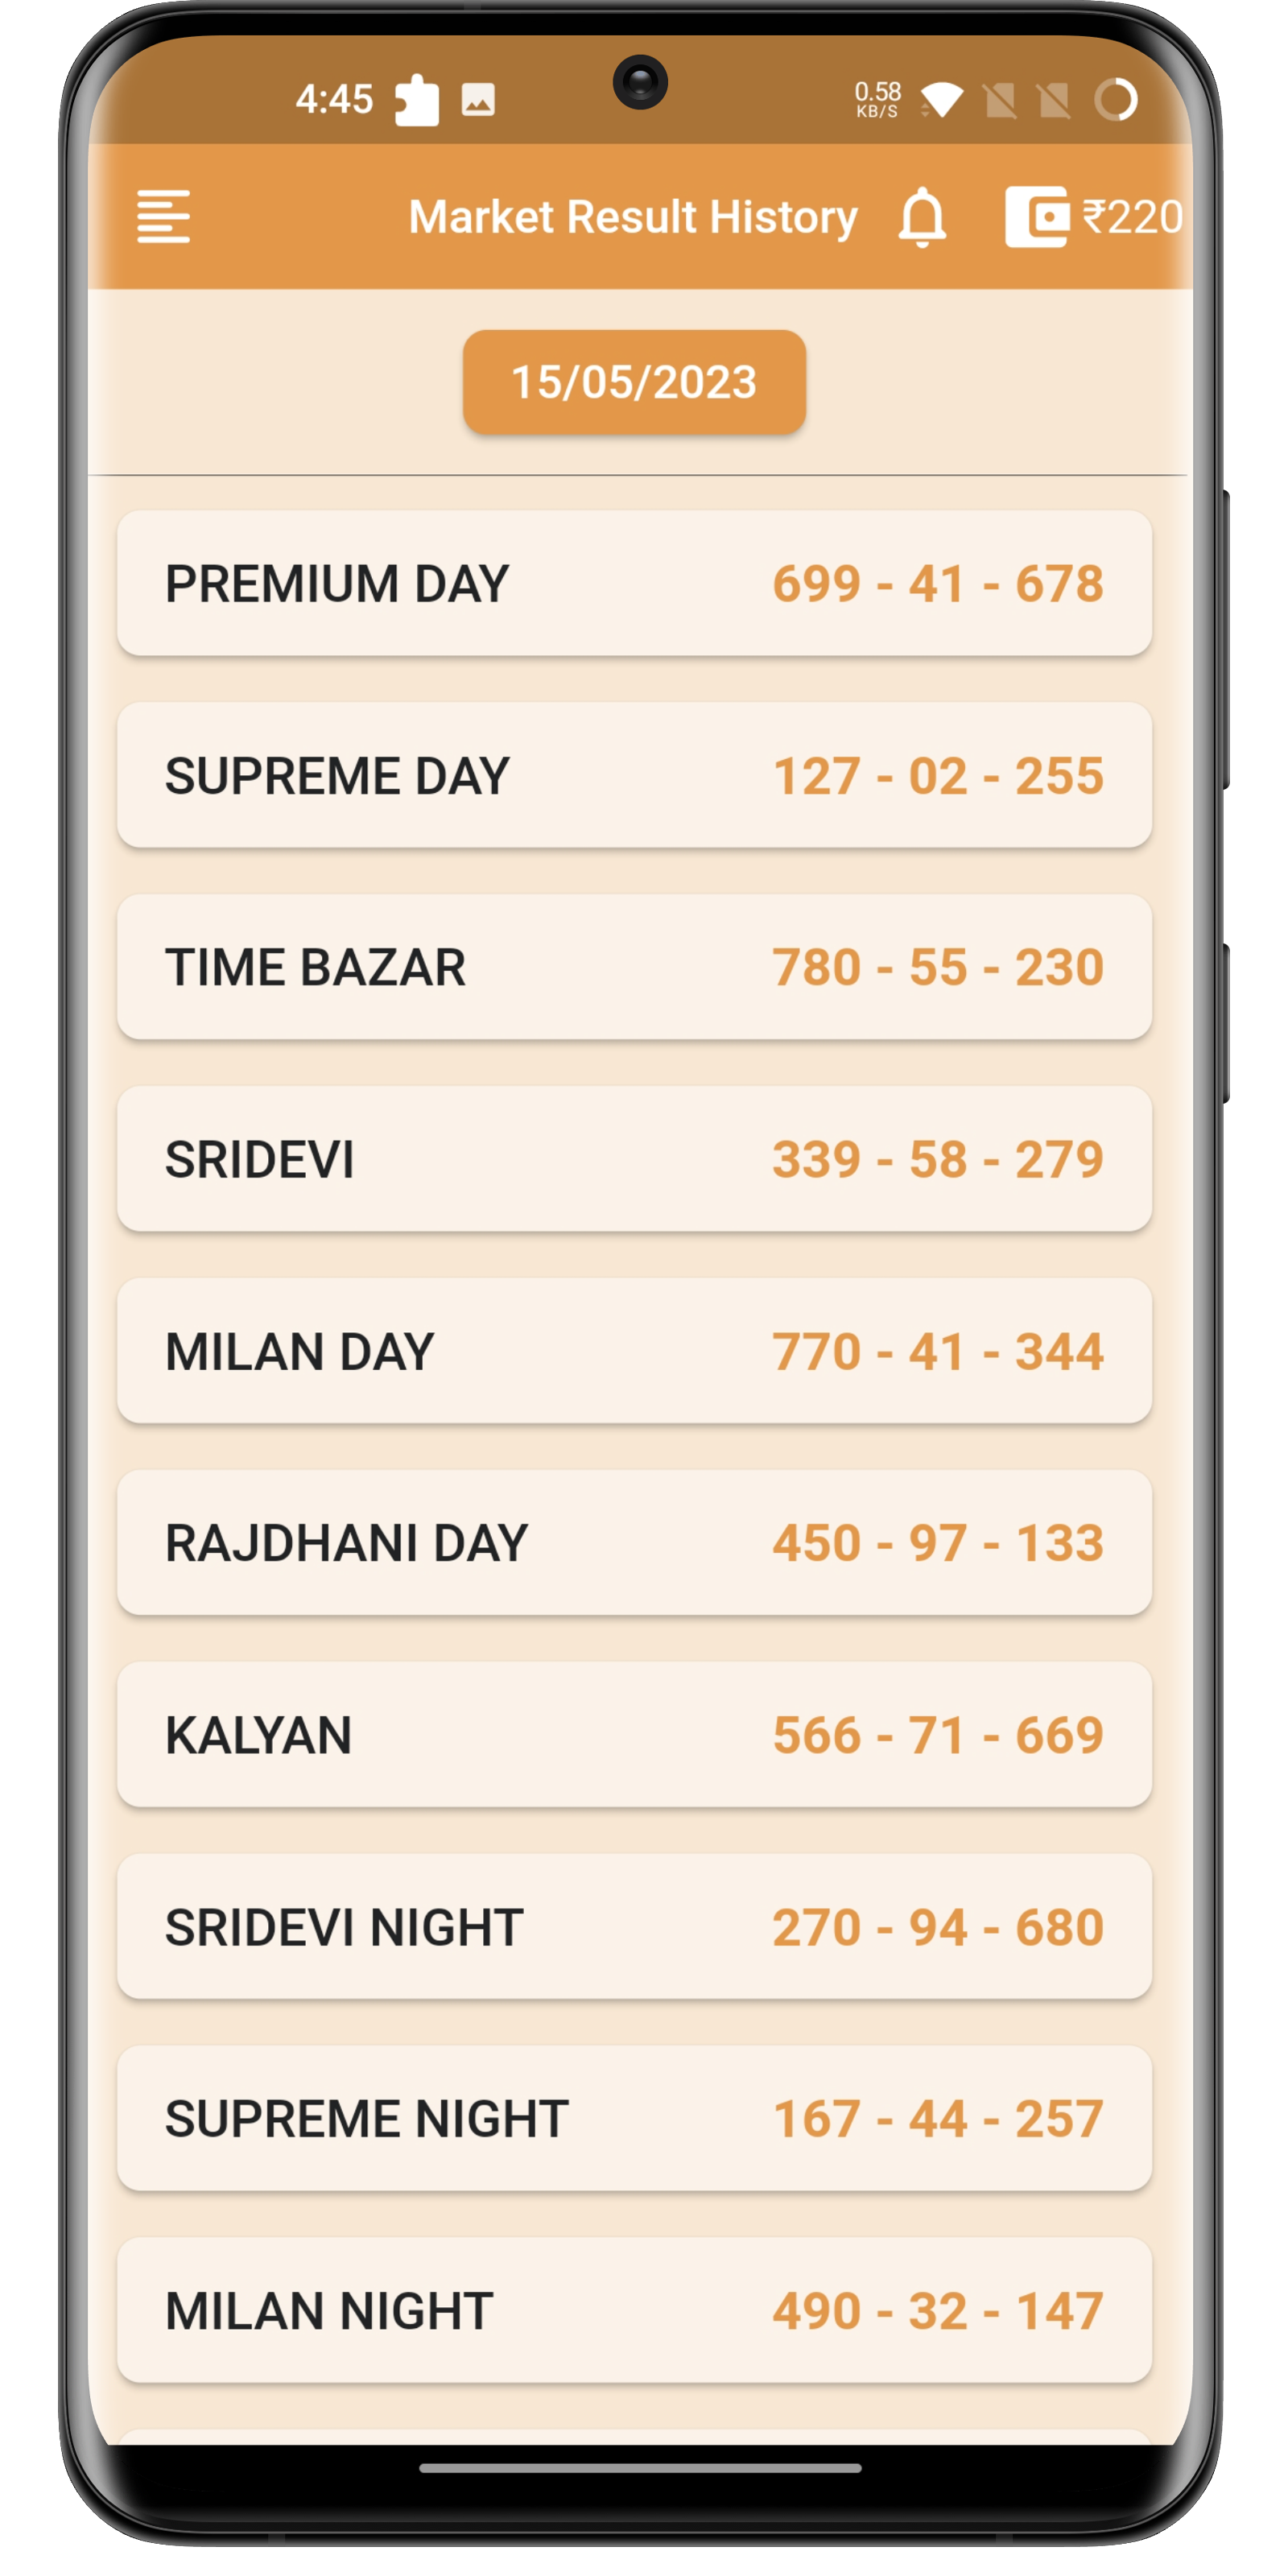 4:45 0.58 KB/S
Market Result History ₹220
15/05/2023
PREMIUM DAY 699 - 41 - 678
SUPREME DAY 127 - 02 - 255
TIME BAZAR 780 - 55 - 230
SRIDEVI 339 - 58 - 279
MILAN DAY 770 - 41 - 344
RAJDHANI DAY 450 - 97 - 133
KALYAN 566 - 71 - 669
SRIDEVI NIGHT 270 - 94 - 680
SUPREME NIGHT 167 - 44 - 257
MILAN NIGHT 490 - 32 - 147